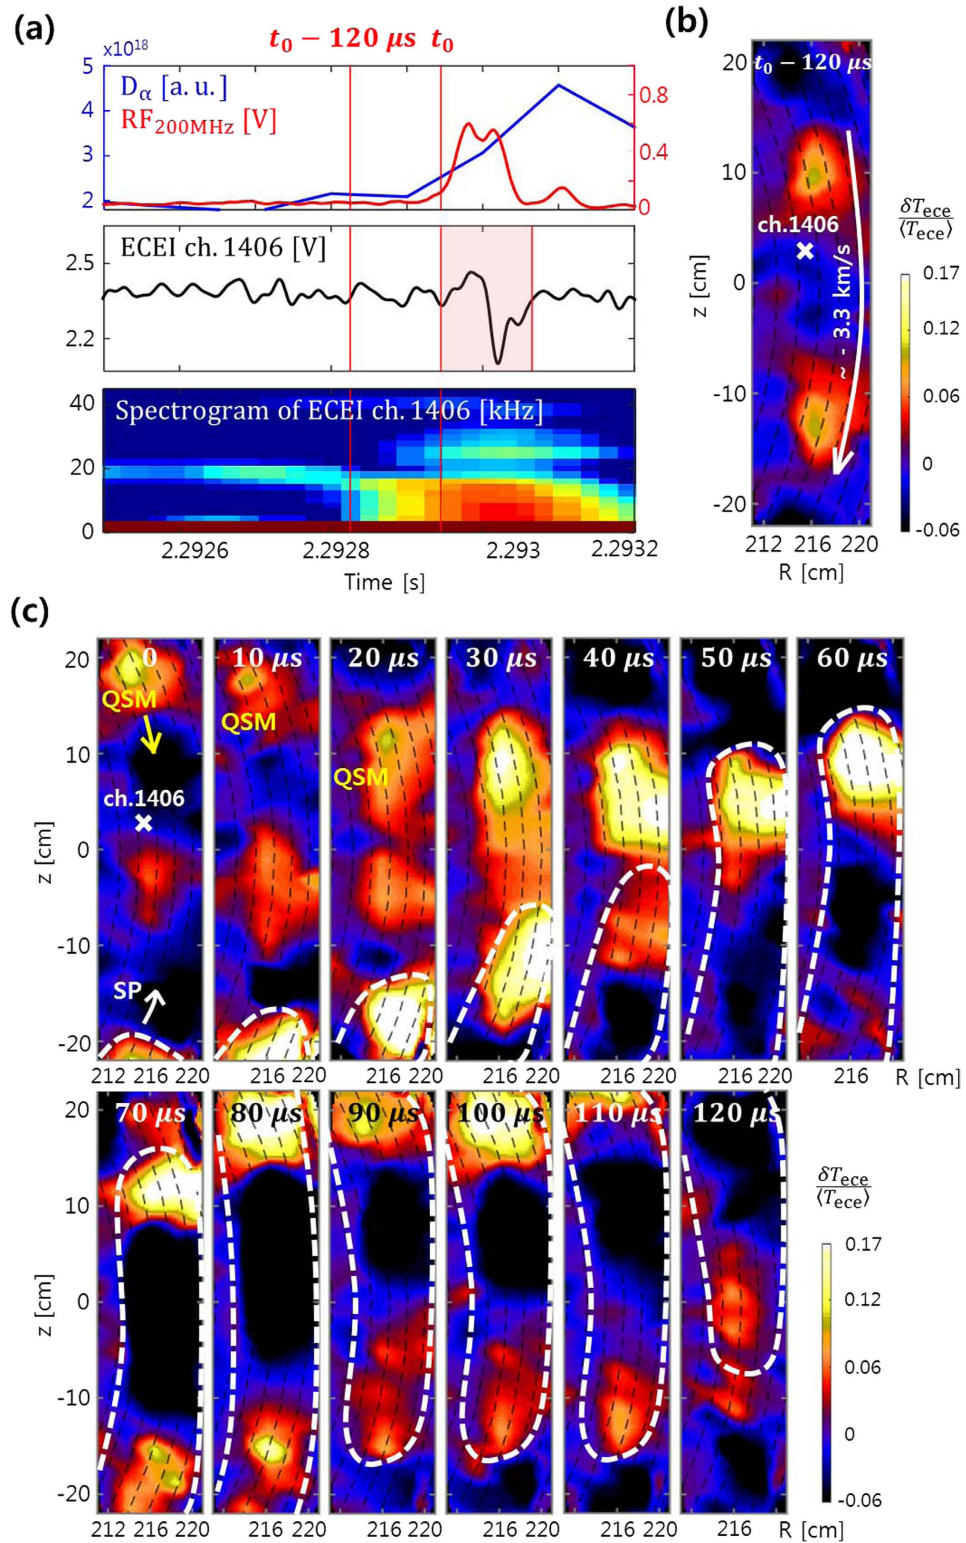 (a)
t₀ − 120 μs t₀
x10¹⁸
5
4
3
2
Dα [a. u.]
RF200MHz [V]
0.8
0.4
0
ECEI ch. 1406 [V]
2.5
2.2
Spectrogram of ECEI ch. 1406 [kHz]
40
20
0
2.2926 2.2928 2.293 2.2932
Time [s]
(b)
t₀ − 120 μs
20
10
0
-10
-20
z [cm]
ch.1406
~ - 3.3 km/s
212 216 220
R [cm]
δTece
⟨Tece⟩
0.17
0.12
0.06
0
-0.06
(c)
0 10 μs 20 μs 30 μs 40 μs 50 μs 60 μs
QSM
QSM
QSM
ch.1406
SP
20
10
0
-10
-20
z [cm]
212 216 220 216 220 216 220 216 220 216 220 216 220 216 R [cm]
70 μs 80 μs 90 μs 100 μs 110 μs 120 μs
20
10
0
-10
-20
z [cm]
212 216 220 216 220 216 220 216 220 216 220 216 R [cm]
δTece
⟨Tece⟩
0.17
0.12
0.06
0
-0.06